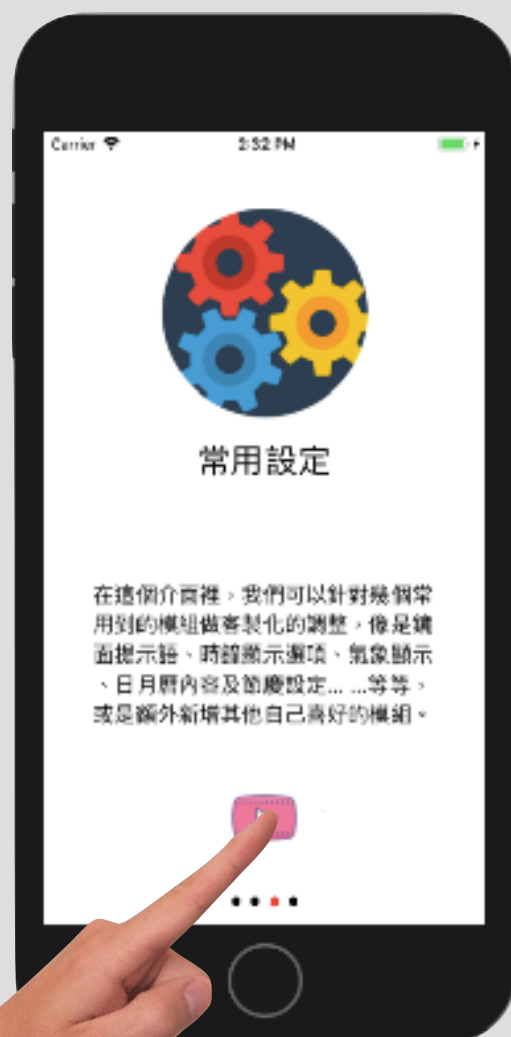 Carrier 2:32 PM
常用設定
在這個介面裡，我們可以針對幾個常
用到的模組做客製化的調整，像是鏡
面提示語、時鐘顯示選項、氣象顯示
、日月曆內容及節慶設定... ...等等，
或是額外新增其他自己喜好的模組。